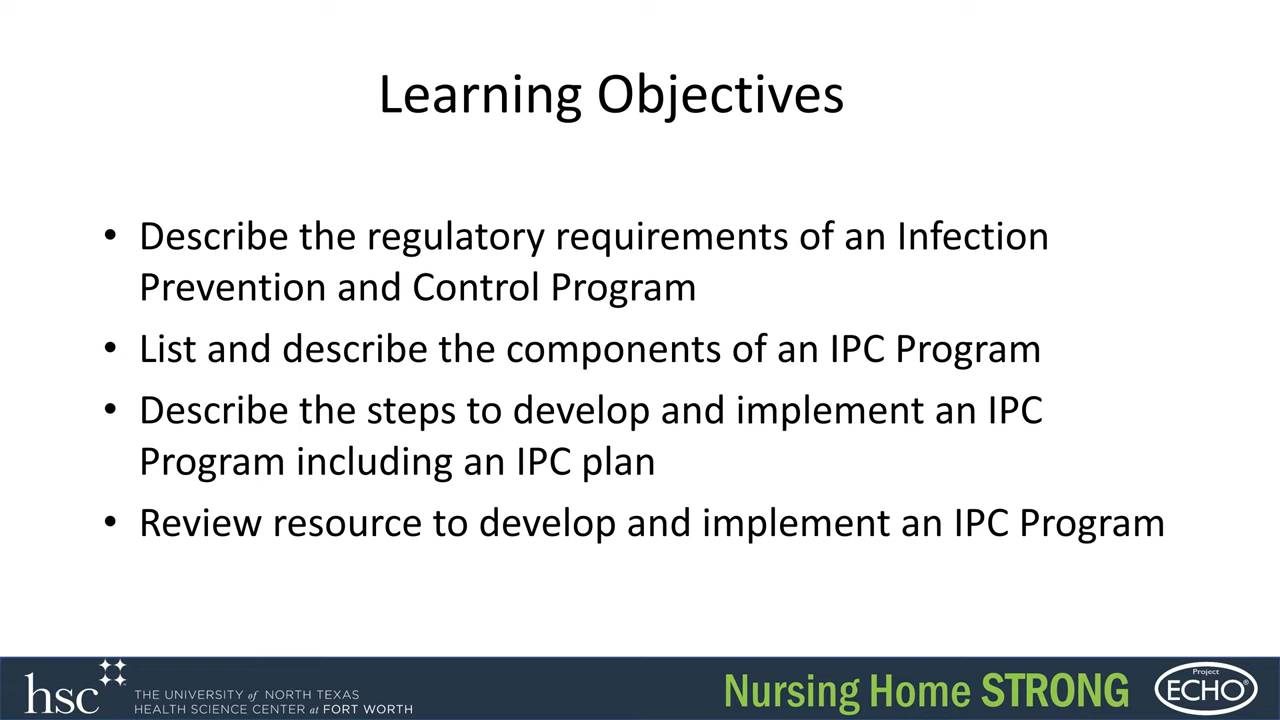 Learning Objectives
• Describe the regulatory requirements of an Infection
Prevention and Control Program
• List and describe the components of an IPC Program
• Describe the steps to develop and implement an IPC
Program including an IPC plan
• Review resource to develop and implement an IPC Program
hsc
THE UNIVERSITY of NORTH TEXAS
HEALTH SCIENCE CENTER at FORT WORTH
Nursing Home STRONG
Project
ECHO®